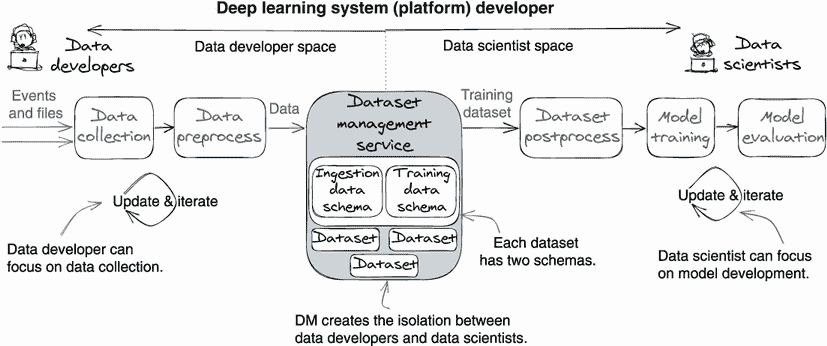 Deep learning system (platform) developer
Data
developers
Data developer space
Data scientist space
Data
scientists
Events
and files
Data
collection
Data
preprocess
Data
Dataset
management
service
Training
dataset
Dataset
postprocess
Model
training
Model
evaluation
Ingestion
data
schema
Training
data
schema
Dataset
Dataset
Dataset
Update & iterate
Update & iterate
Data developer can
focus on data collection.
Each dataset
has two schemas.
Data scientist can focus
on model development.
DM creates the isolation between
data developers and data scientists.